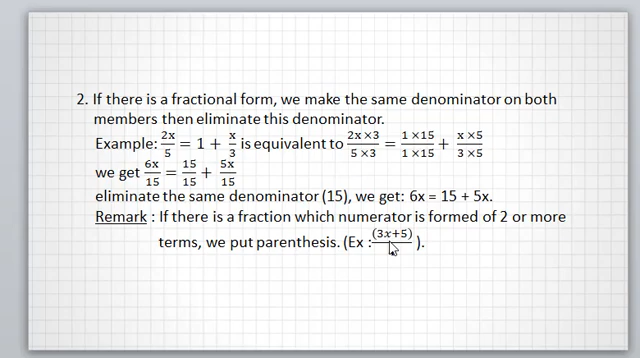 2. If there is a fractional form, we make the same denominator on both
members then eliminate this denominator.
Example: 2x/5 = 1 + x/3 is equivalent to 2x ×3/5 ×3 = 1 ×15/1 ×15 + x ×5/3 ×5
we get 6x/15 = 15/15 + 5x/15
eliminate the same denominator (15), we get: 6x = 15 + 5x.
Remark : If there is a fraction which numerator is formed of 2 or more
terms, we put parenthesis. (Ex : (3x+5)/ ).